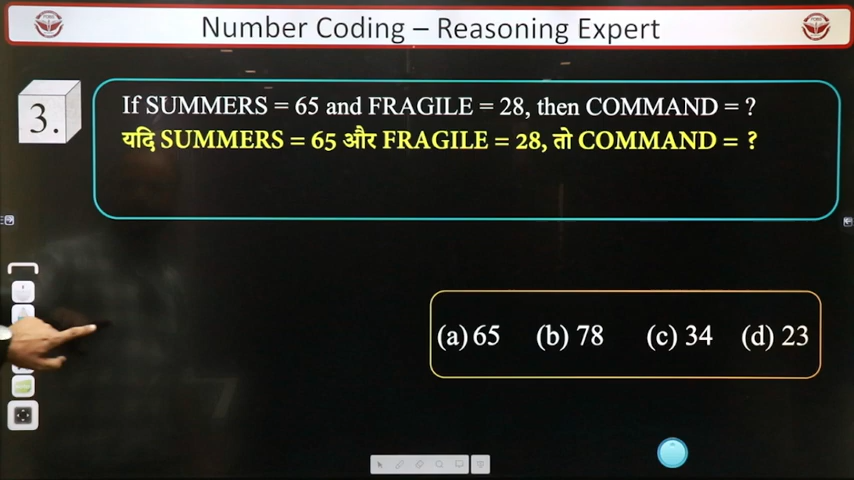 Number Coding – Reasoning Expert
3.
If SUMMERS = 65 and FRAGILE = 28, then COMMAND = ?
यदि SUMMERS = 65 और FRAGILE = 28, तो COMMAND = ?
(a) 65 (b) 78 (c) 34 (d) 23